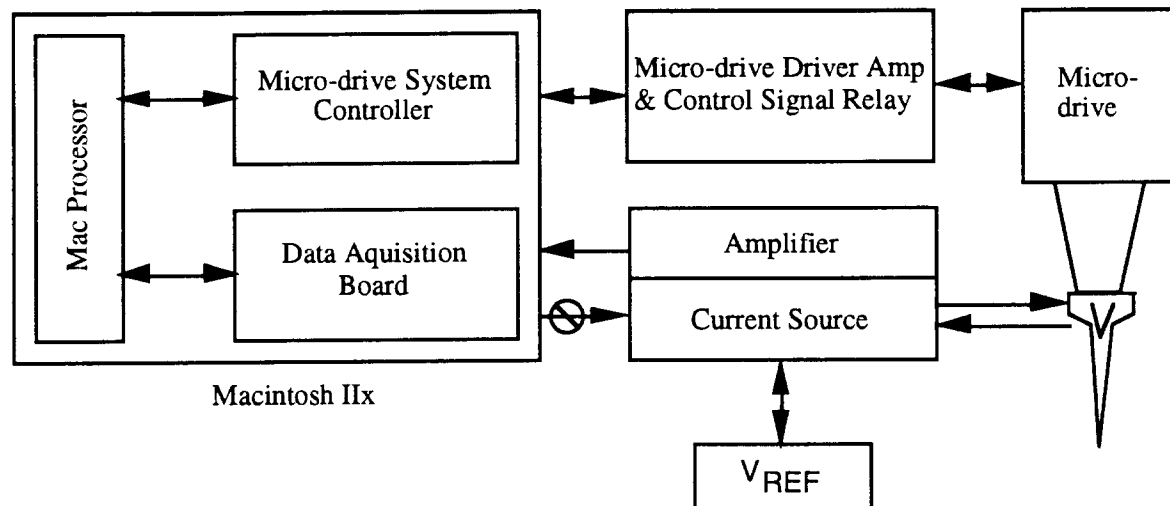 Mac Processor
Micro-drive System
Controller
Data Aquisition
Board
Macintosh IIx
Micro-drive Driver Amp
& Control Signal Relay
Micro-
drive
Amplifier
Current Source
V
V REF